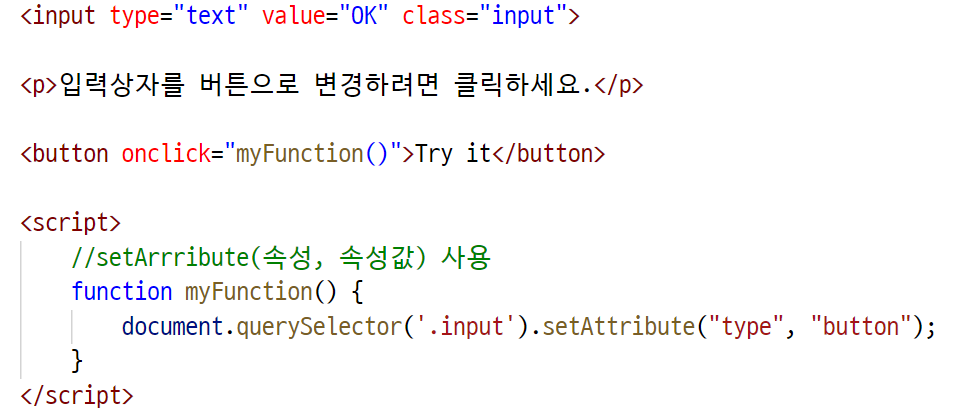 <input type="text" value="OK" class="input">
<p>입력상자를 버튼으로 변경하려면 클릭하세요.</p>
<button onclick="myFunction()">Try it</button>
<script>
//setArrribute(속성, 속성값) 사용
function myFunction() {
document.querySelector('.input').setAttribute("type", "button");
}
</script>